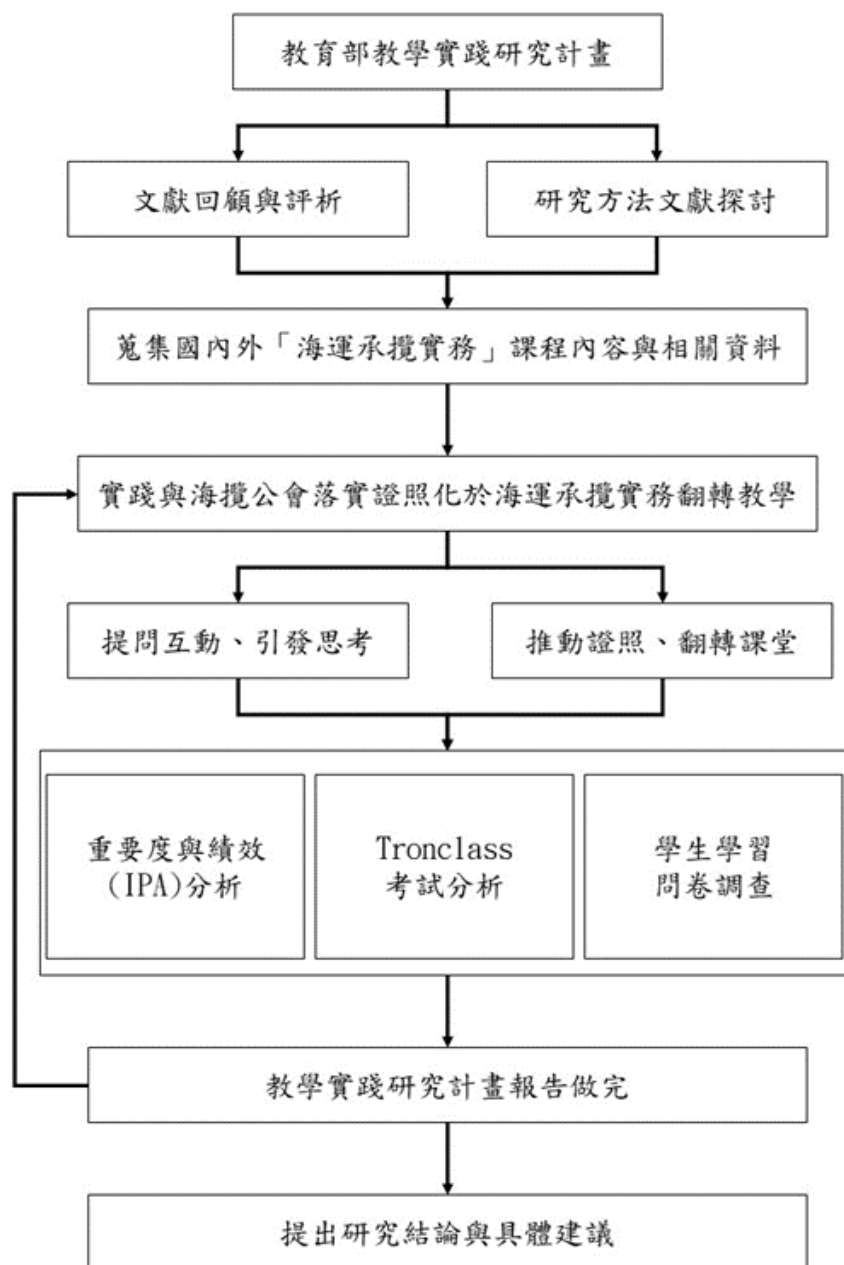 教育部教學實踐研究計畫
文獻回顧與評析
研究方法文獻探討
蒐集國內外「海運承攬實務」課程內容與相關資料
實踐與海攬公會落實證照化於海運承攬實務翻轉教學
提問互動、引發思考
推動證照、翻轉課堂
重要度與績效
(IPA)分析
Tronclass
考試分析
學生學習
問卷調查
教學實踐研究計畫報告做完
提出研究結論與具體建議